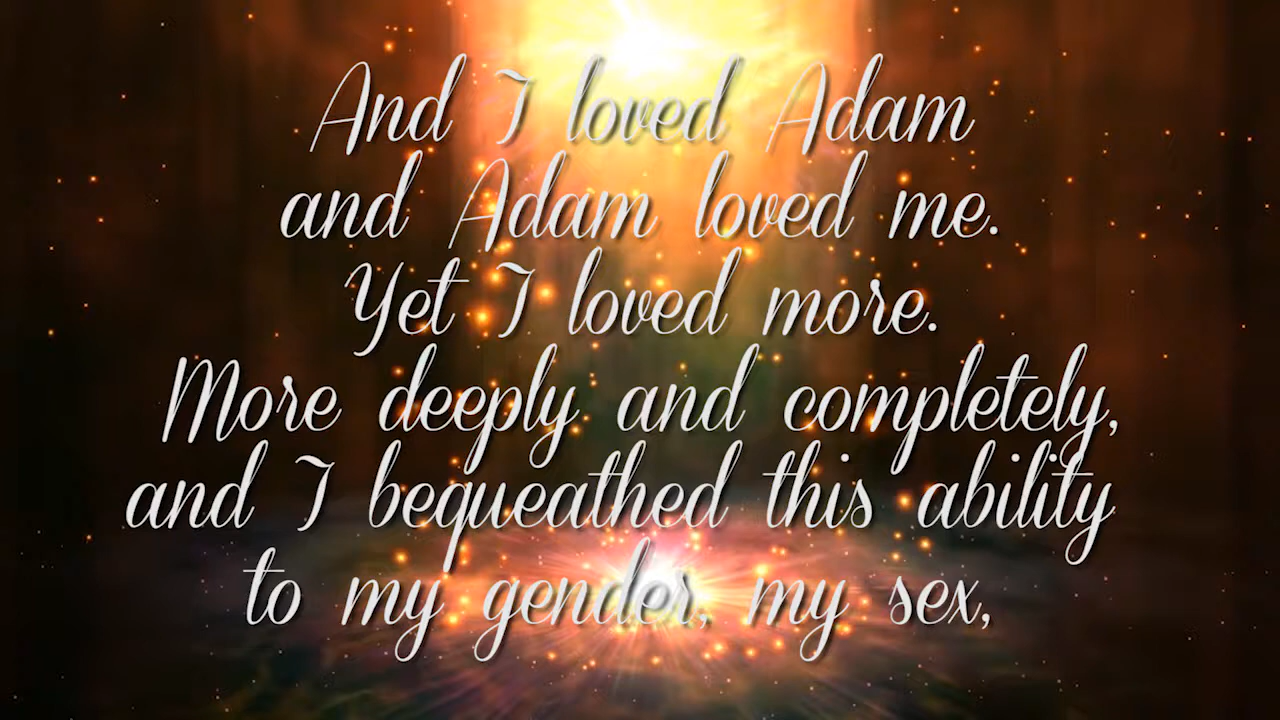 And I loved Adam
and Adam loved me.
Yet I loved more.
More deeply and completely,
and I bequeathed this ability
to my gender, my sex,